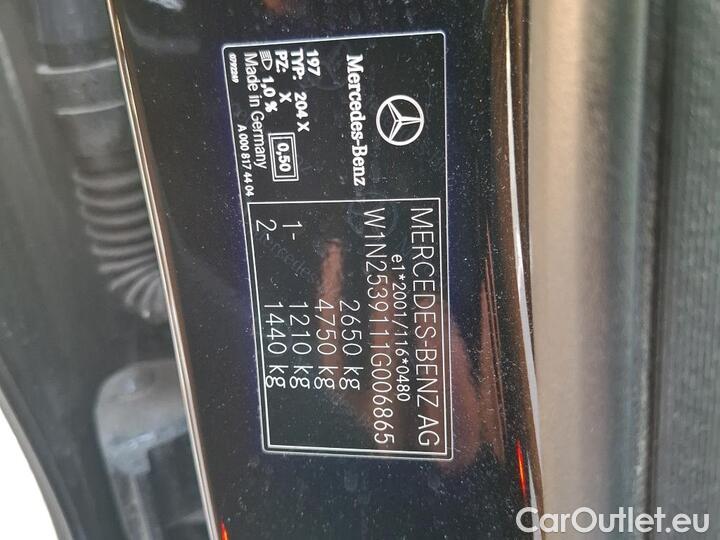 Mercedes-Benz
197
TYP: 204 X
PZ: X 0,50
1,0 %
Made in Germany
0792249 A 000 817 44 04
MERCEDES-BENZ AG
e1*2001/116*0480
W1N2539111G006865
2650 kg
4750 kg
1- 1210 kg
2- 1440 kg
CarOutlet.eu